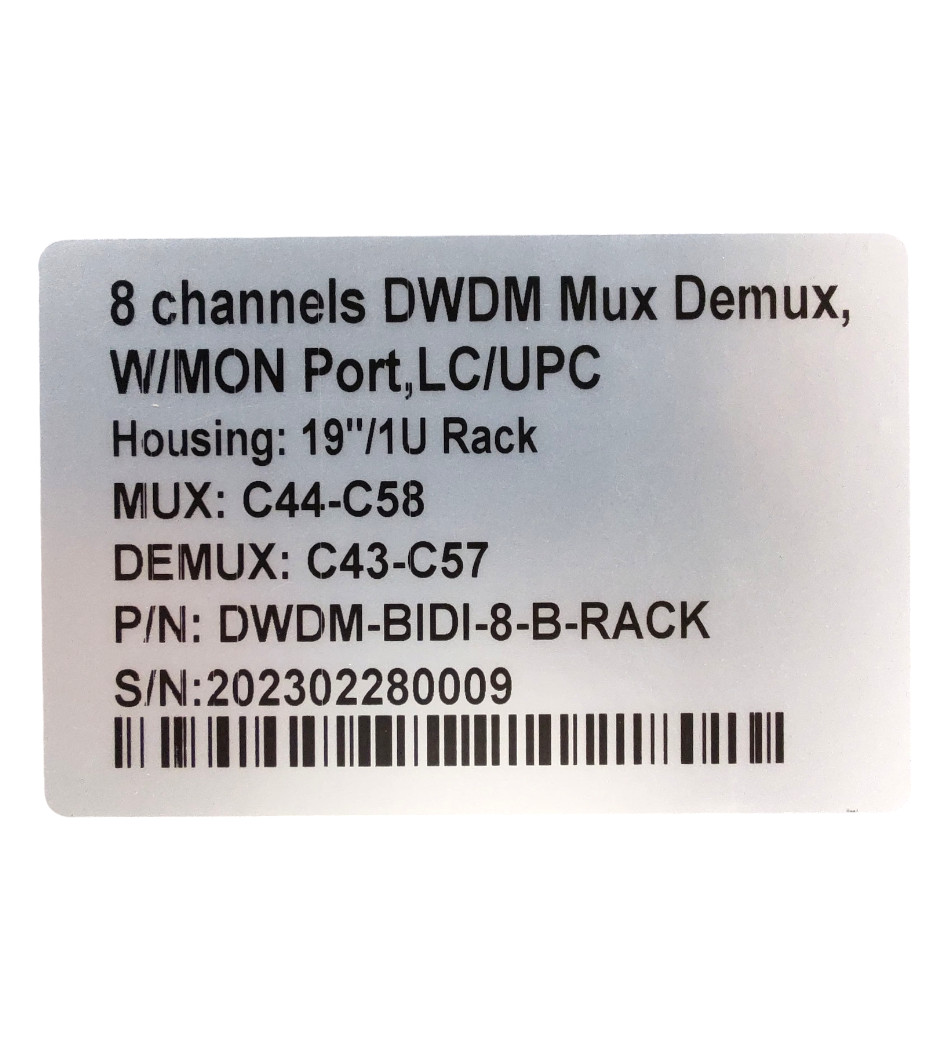 8 channels DWDM Mux Demux,
W/MON Port,LC/UPC
Housing: 19"/1U Rack
MUX: C44-C58
DEMUX: C43-C57
P/N: DWDM-BIDI-8-B-RACK
S/N:202302280009